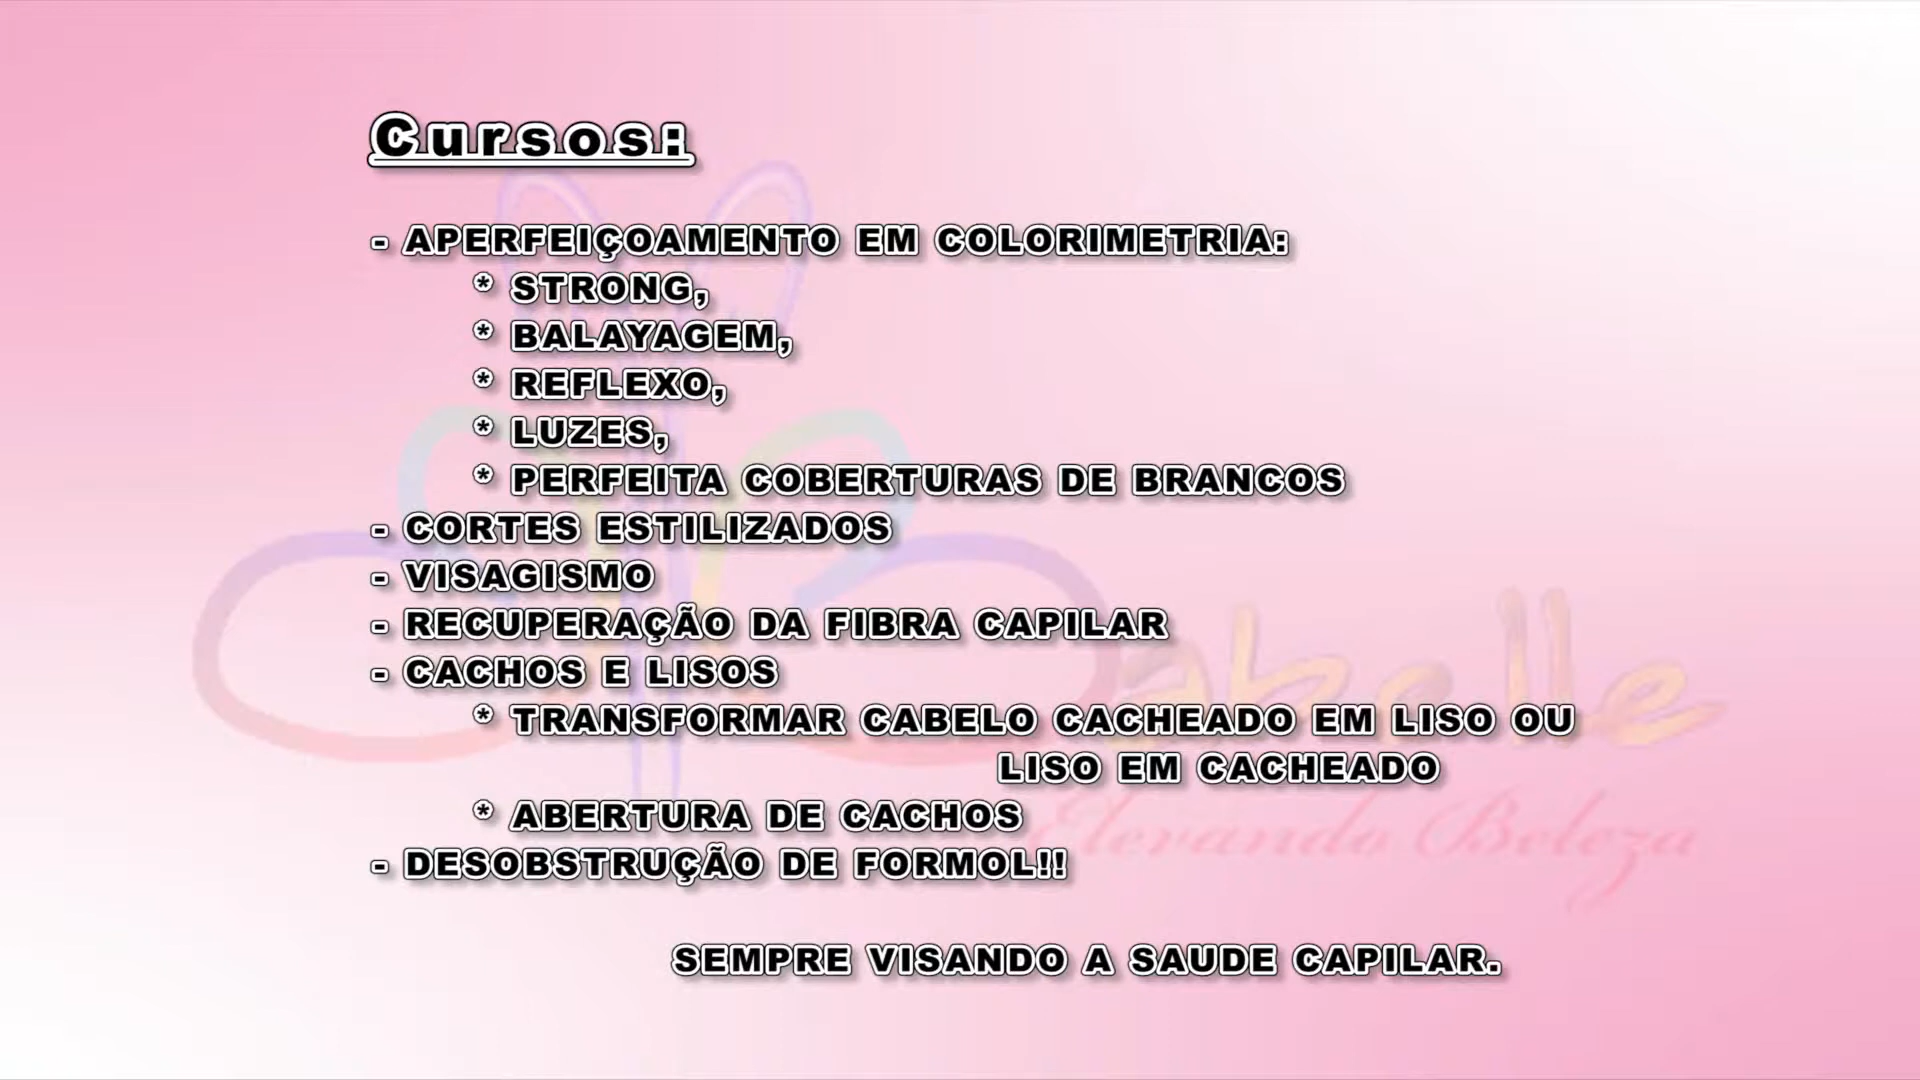 Cursos:
- APERFEIÇOAMENTO EM COLORIMETRIA:
* STRONG,
* BALAYAGEM,
* REFLEXO,
* LUZES,
* PERFEITA COBERTURAS DE BRANCOS
- CORTES ESTILIZADOS
- VISAGISMO
- RECUPERAÇÃO DA FIBRA CAPILAR
- CACHOS E LISOS
* TRANSFORMAR CABELO CACHEADO EM LISO OU
LISO EM CACHEADO
* ABERTURA DE CACHOS
- DESOBSTRUÇÃO DE FORMOL!!
SEMPRE VISANDO A SAUDE CAPILAR.
Elevando Beleza